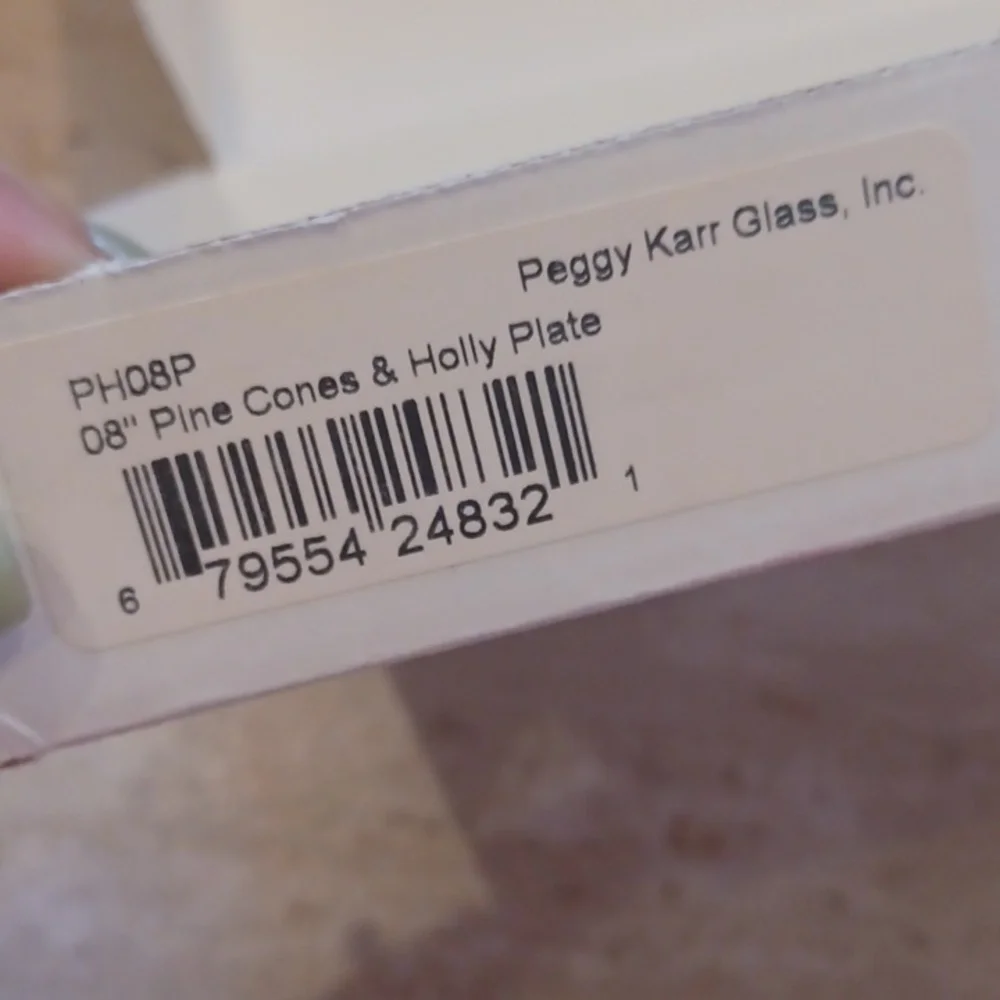 Peggy Karr Glass, Inc.
PH08P
08" Pine Cones & Holly Plate
6 79554 24832 1